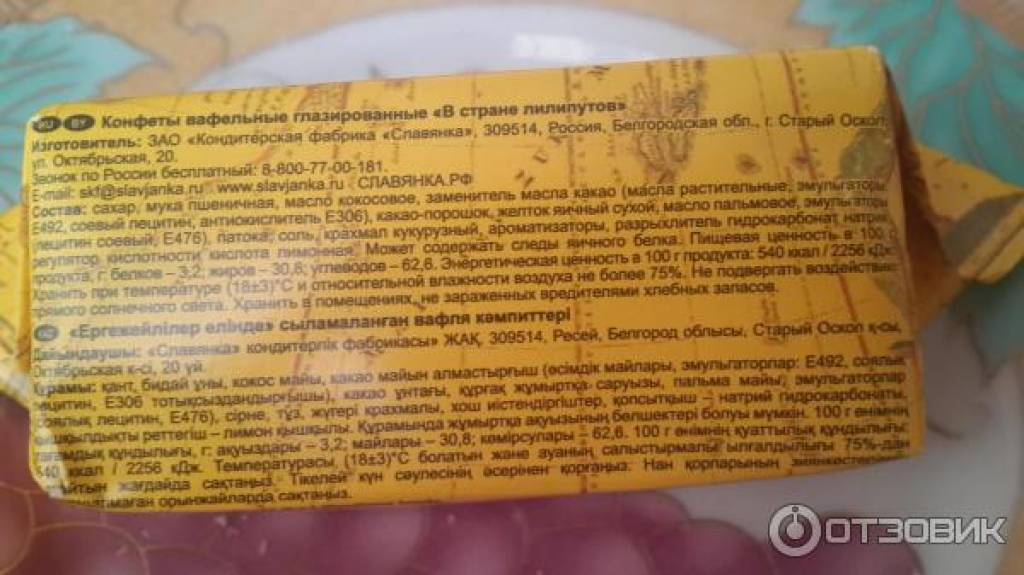 RU BY Конфеты вафельные глазированные «В стране лилипутов»
Изготовитель: ЗАО «Кондитерская фабрика «Славянка», 309514, Россия, Белгородская обл., г. Старый Оскол,
ул. Октябрьская, 20.
Звонок по России бесплатный: 8-800-77-00-181.
E-mail: skf@slavjanka.ru www.slavjanka.ru СЛАВЯНКА.РФ
Состав: сахар, мука пшеничная, масло кокосовое, заменитель масла какао (масла растительные, эмульгаторы:
Е492, соевый лецитин, антиокислитель Е306), какао-порошок, желток яичный сухой, масло пальмовое, эмульгаторы
(лецитин соевый, Е476), патока, соль, крахмал кукурузный, ароматизаторы, разрыхлитель гидрокарбонат натрия,
регулятор кислотности кислота лимонная. Может содержать следы яичного белка. Пищевая ценность в 100 г
продукта, г: белков – 3,2; жиров – 30,8; углеводов – 62,6. Энергетическая ценность в 100 г продукта: 540 ккал / 2256 кДж.
Хранить при температуре (18±3)°С и относительной влажности воздуха не более 75%. Не подвергать воздействию
прямого солнечного света. Хранить в помещениях, не зараженных вредителями хлебных запасов.
«Ергежейлілер елінде» сыламаланған вафля кәмпиттері
Дайындаушы: «Славянка» кондитерлік фабрикасы» ЖАҚ, 309514, Ресей, Белгород облысы, Старый Оскол қ-сы,
Октябрьская к-сі, 20 үй.
Құрамы: қант, бидай ұны, кокос майы, какао майын алмастырғыш (өсімдік майлары, эмульгаторлар: Е492, соялық
лецитин, Е306 тотықсыздандырғышы), какао ұнтағы, құрғақ жұмыртқа саруызы, пальма майы, эмульгаторлар
(соялық лецитин, Е476), сірне, тұз, жүгері крахмалы, хош иістендіргіштер, қопсытқыш – натрий гидрокарбонаты,
қышқылдықты реттегіш – лимон қышқылы. Құрамында жұмыртқа ақуызының бөлшектері болуы мүмкін. 100 г өнімнің
тағамдық құндылығы, г: ақуыздары – 3,2; майлары – 30,8; көмірсулары – 62,6. 100 г өнімнің қуаттылық құндылығы:
540 ккал / 2256 кДж. Температурасы (18±3)°С болатын және ауаның салыстырмалы ылғалдылығы 75%-дан
аспайтын жағдайда сақтаңыз. Тікелей күн сәулесінің әсерінен қорғаңыз. Нан қорларының
орынжайларда сақтаңыз.
ОТЗОВИК